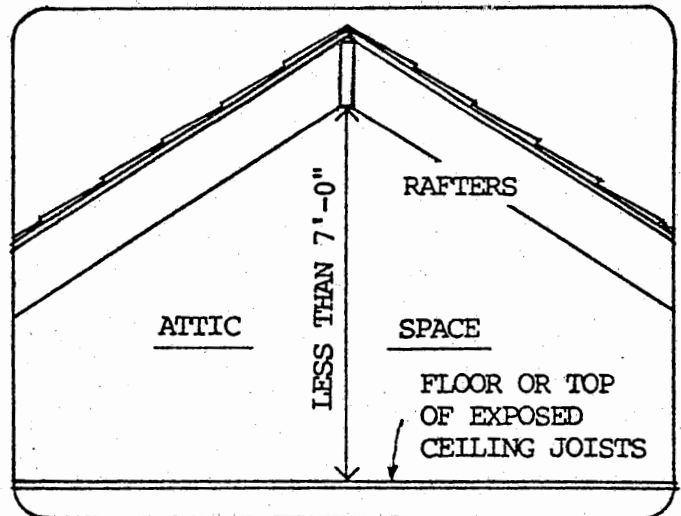 RAFTERS
LESS THAN 7'-0"
ATTIC
SPACE
FLOOR OR TOP
OF EXPOSED
CEILING JOISTS